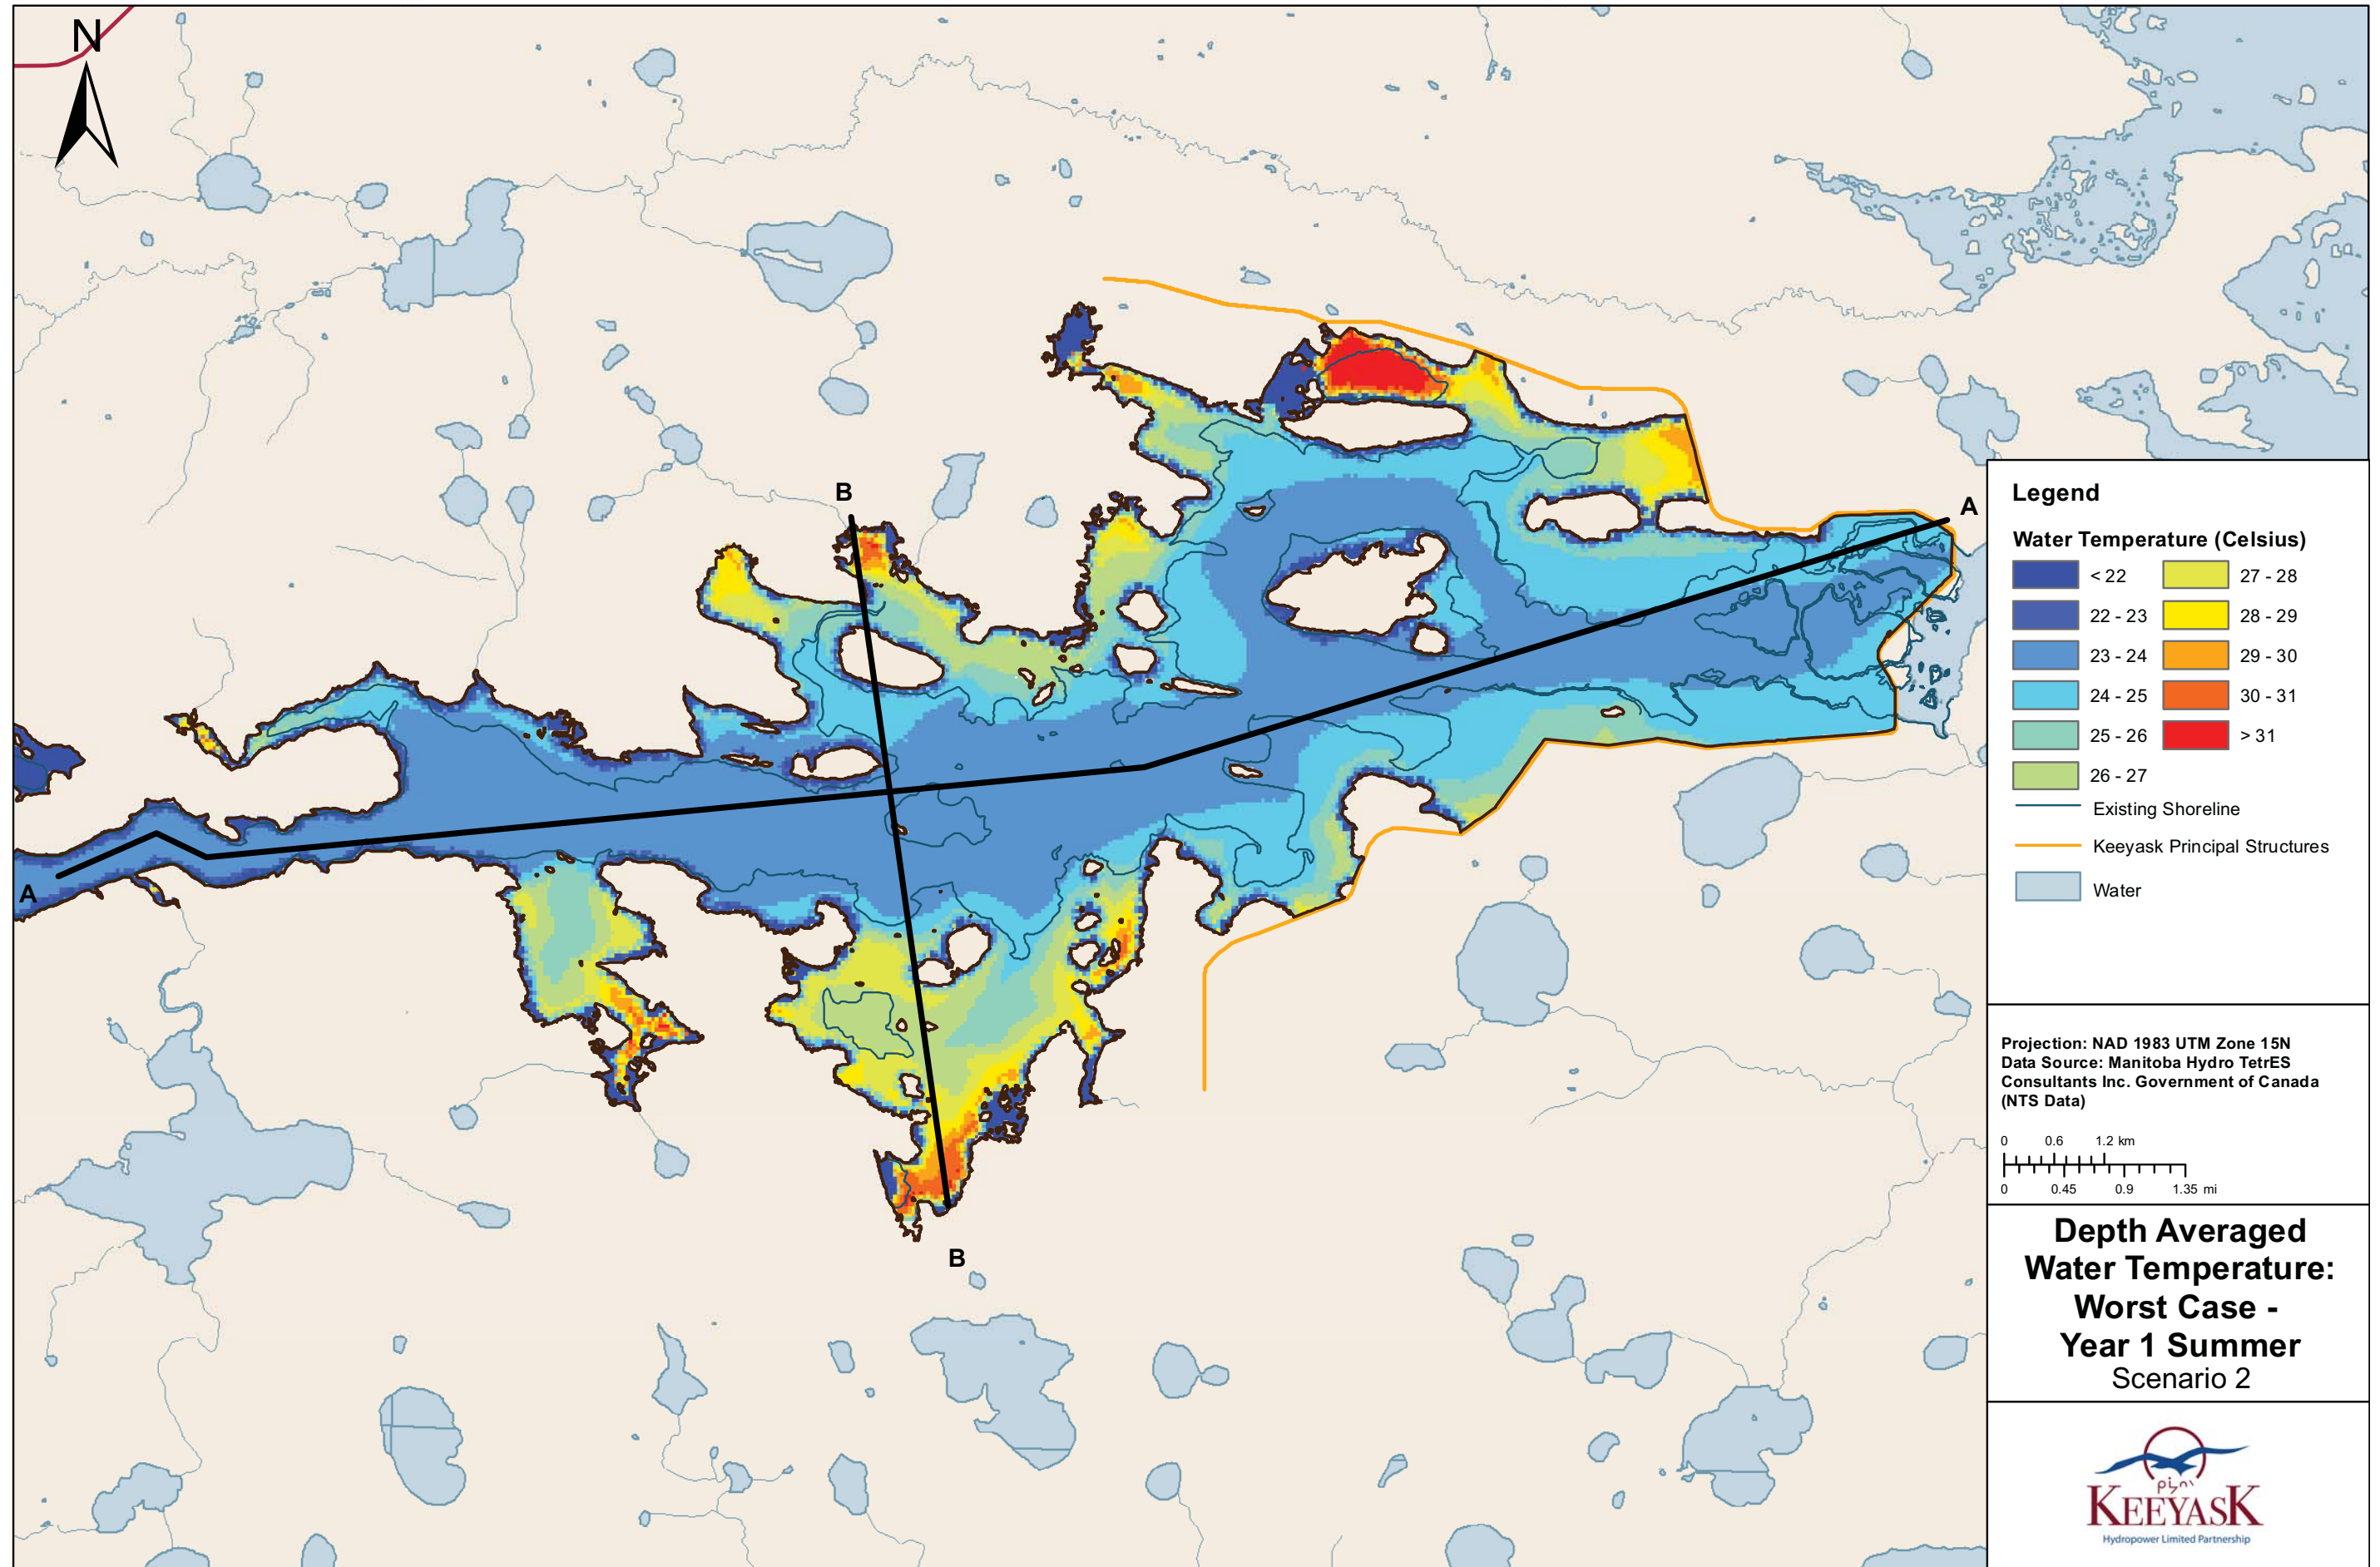 N
B
A
A
B
Legend
Water Temperature (Celsius)
< 22
27 - 28
22 - 23
28 - 29
23 - 24
29 - 30
24 - 25
30 - 31
25 - 26
> 31
26 - 27
Existing Shoreline
Keeyask Principal Structures
Water
Projection: NAD 1983 UTM Zone 15N
Data Source: Manitoba Hydro TetrES
Consultants Inc. Government of Canada
(NTS Data)
0 0.6 1.2 km
0 0.45 0.9 1.35 mi
Depth Averaged
Water Temperature:
Worst Case -
Year 1 Summer
Scenario 2
KEEYASK
Hydropower Limited Partnership